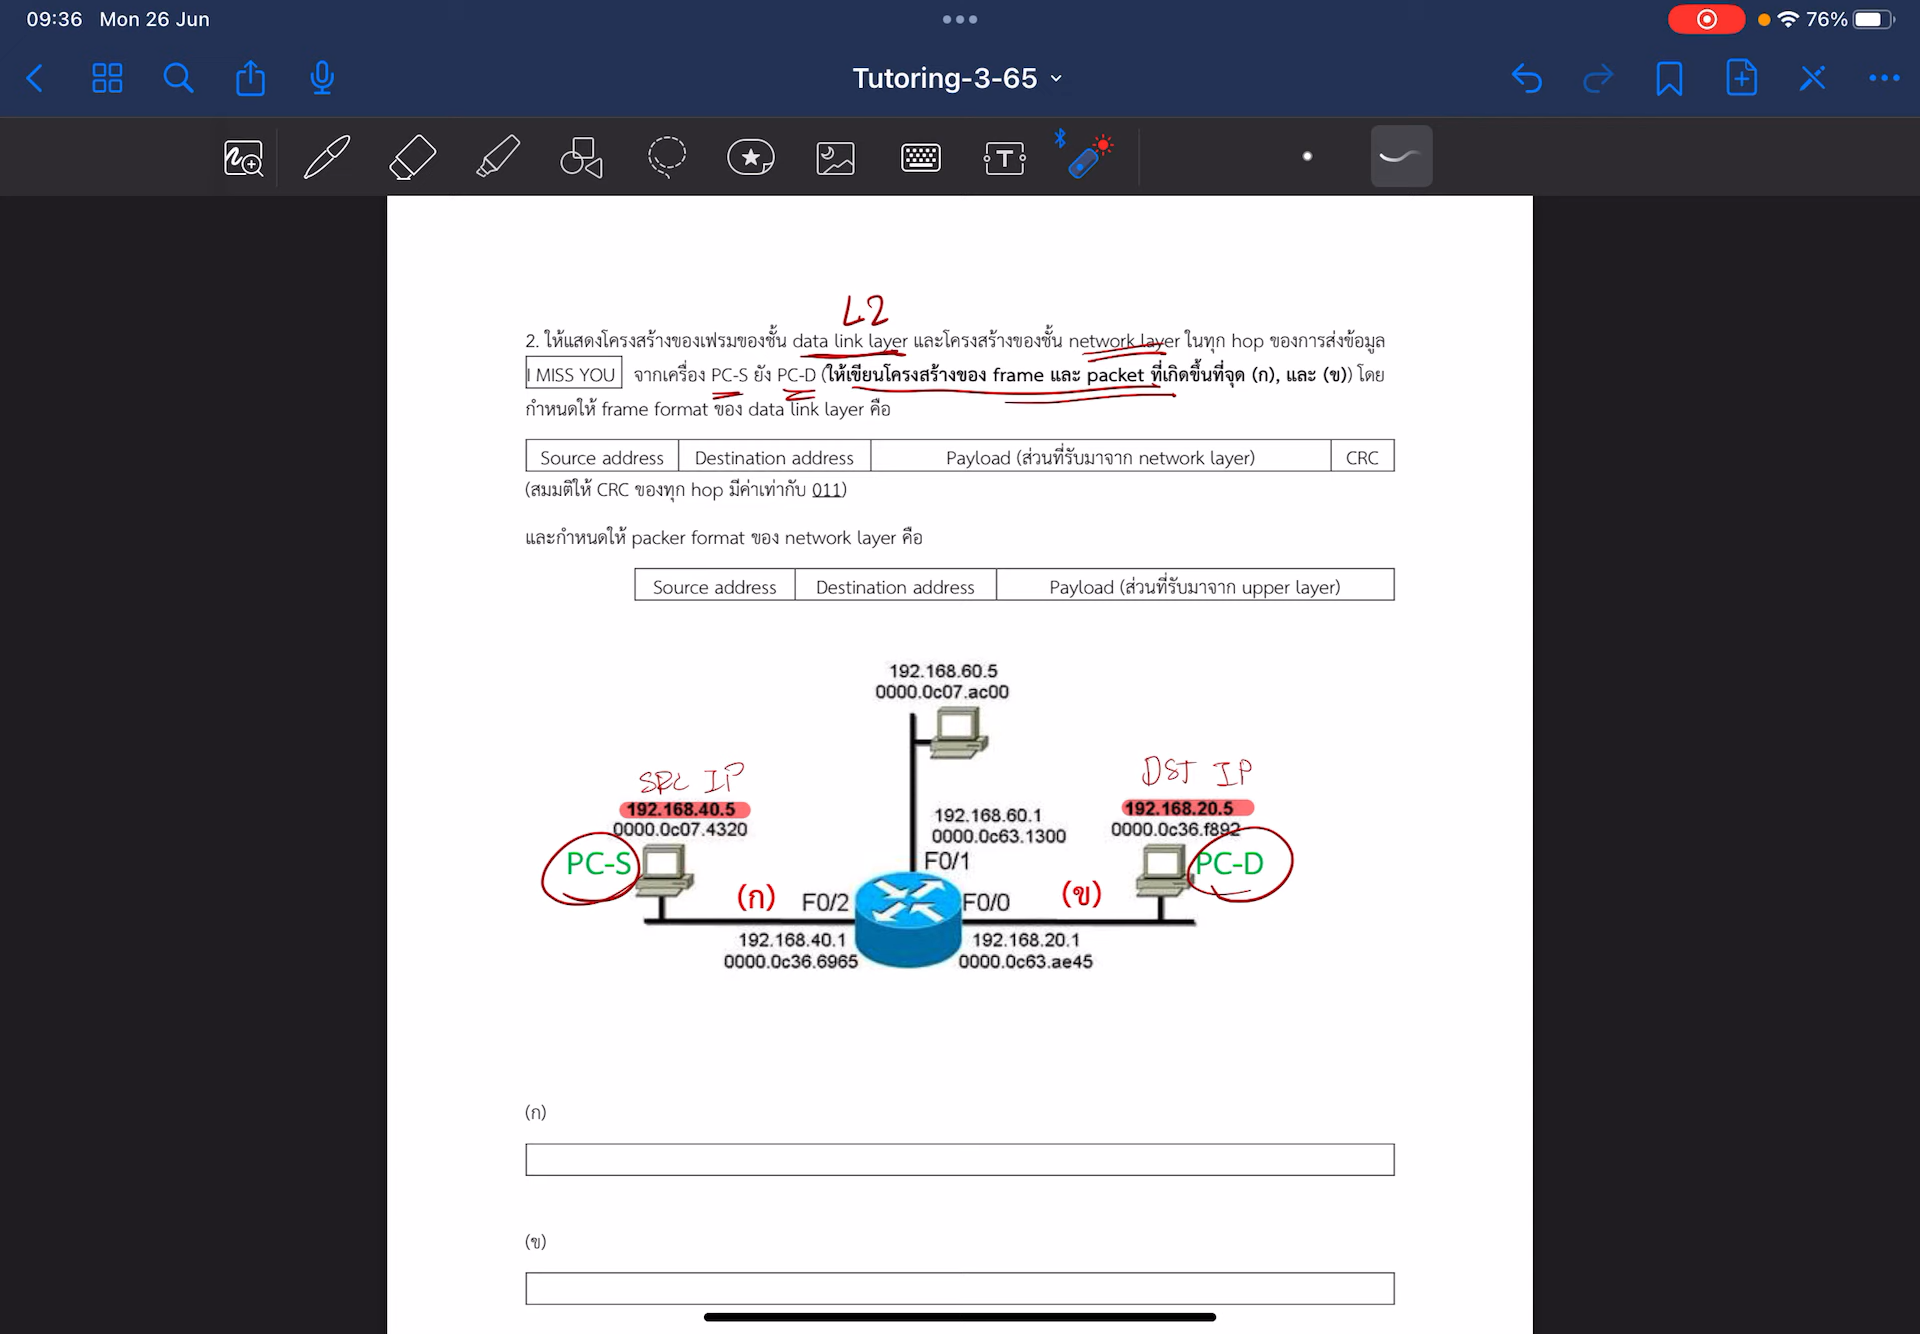 09:36 Mon 26 Jun
76%
Tutoring-3-65
L2
2. ให้แสดงโครงสร้างของเฟรมของชั้น data link layer และโครงสร้างของชั้น network layer ในทุก hop ของการส่งข้อมูล
I MISS YOU จากเครื่อง PC-S ยัง PC-D (ให้เขียนโครงสร้างของ frame และ packet ที่เกิดขึ้นที่จุด (ก), และ (ข)) โดย
กำหนดให้ frame format ของ data link layer คือ
Source address Destination address Payload (ส่วนที่รับมาจาก network layer) CRC
(สมมติให้ CRC ของทุก hop มีค่าเท่ากับ 011)
และกำหนดให้ packer format ของ network layer คือ
Source address Destination address Payload (ส่วนที่รับมาจาก upper layer)
192.168.60.5
0000.0c07.ac00
SRC IP
192.168.40.5
0000.0c07.4320
PC-S
192.168.60.1
0000.0c63.1300
F0/1
DST IP
192.168.20.5
0000.0c36.f892
PC-D
(ก) F0/2 F0/0 (ข)
192.168.40.1
0000.0c36.6965
192.168.20.1
0000.0c63.ae45
(ก)
(ข)